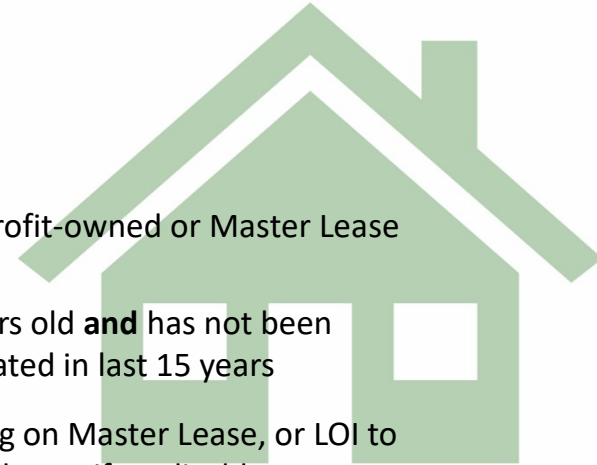 rofit-owned or Master Lease
rs old and has not been
ated in last 15 years
g on Master Lease, or LOI to